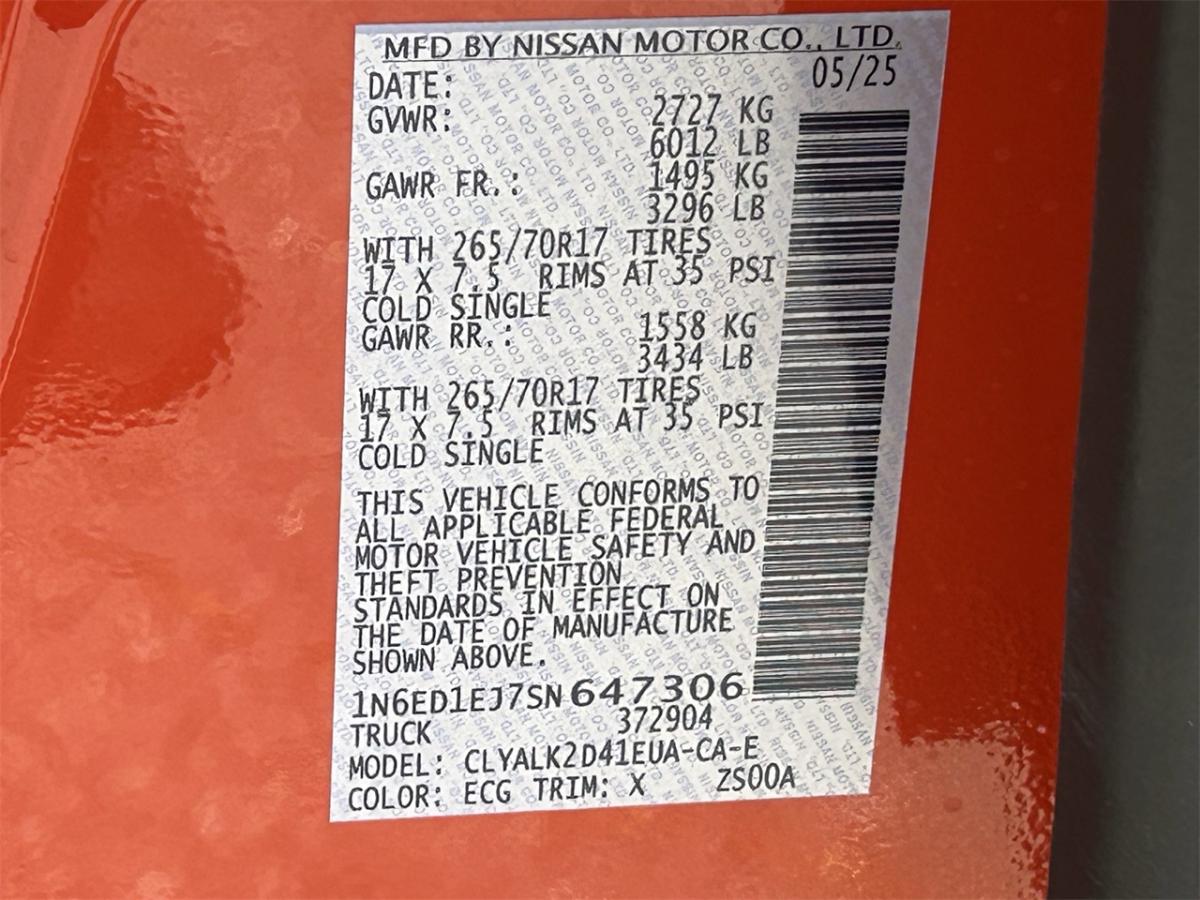 MFD BY NISSAN MOTOR CO., LTD.
DATE: 05/25
GVWR: 2727 KG
6012 LB
GAWR FR.: 1495 KG
3296 LB
WITH 265/70R17 TIRES
17 X 7.5 RIMS AT 35 PSI
COLD SINGLE
GAWR RR.: 1558 KG
3434 LB
WITH 265/70R17 TIRES
17 X 7.5 RIMS AT 35 PSI
COLD SINGLE
THIS VEHICLE CONFORMS TO
ALL APPLICABLE FEDERAL
MOTOR VEHICLE SAFETY AND
THEFT PREVENTION
STANDARDS IN EFFECT ON
THE DATE OF MANUFACTURE
SHOWN ABOVE.
1N6ED1EJ7SN647306
TRUCK 372904
MODEL: CLYALK2D41EUA-CA-E
COLOR: ECG TRIM: X ZS00A